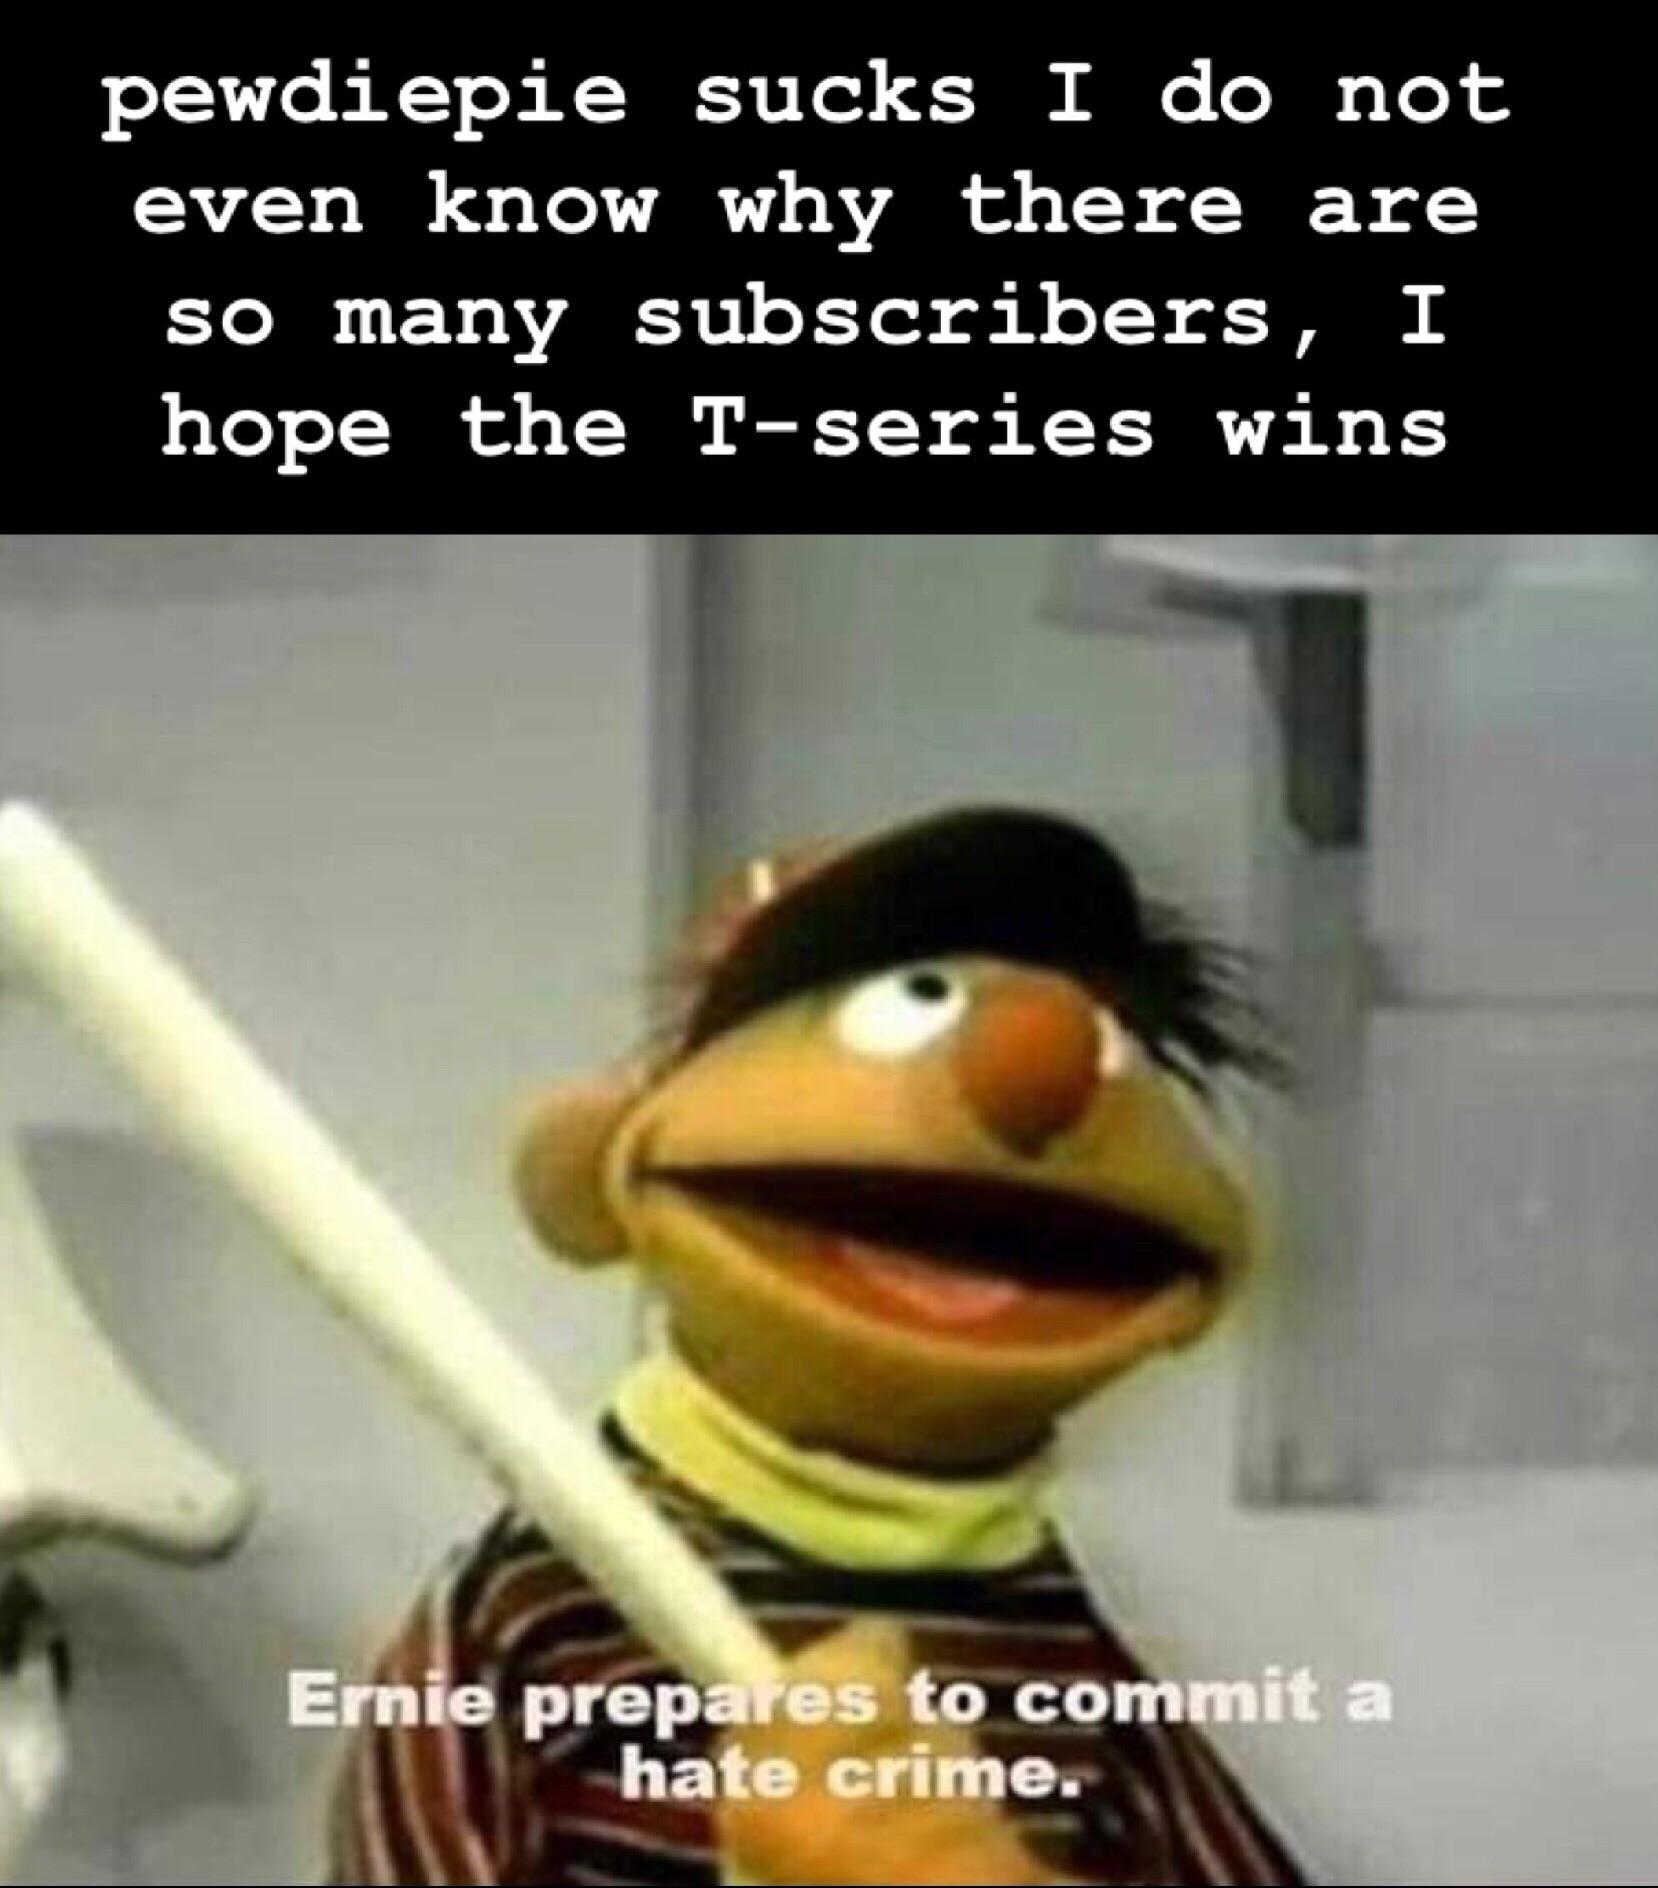 pewdiepie sucks I do not
even know why there are
so many subscribers, I
hope the T-series wins
Ernie prepares to commit a
hate crime.